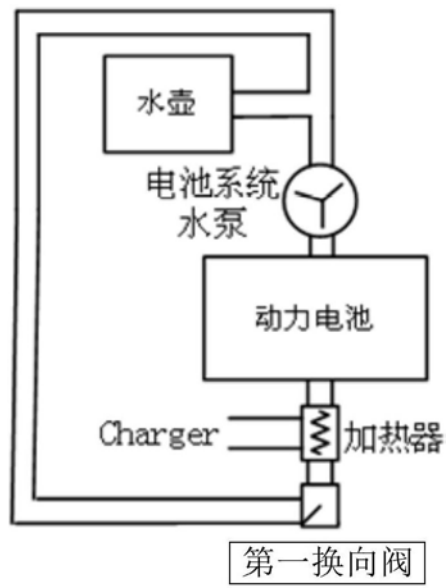 水壶
电池系统
水泵
动力电池
Charger
加热器
第一换向阀